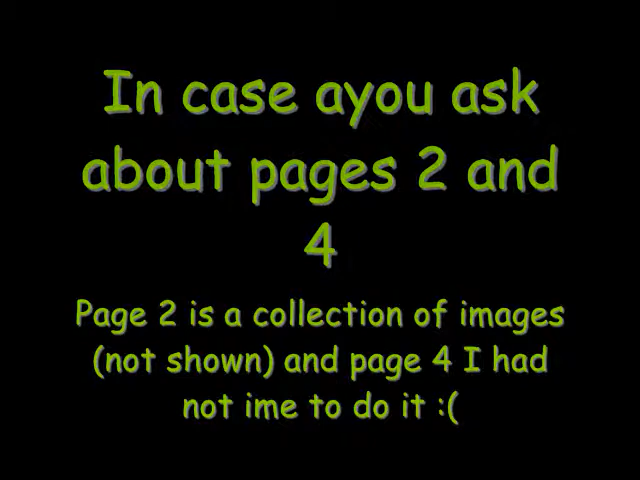 In case ayou ask
about pages 2 and
4
Page 2 is a collection of images
(not shown) and page 4 I had
not ime to do it :(